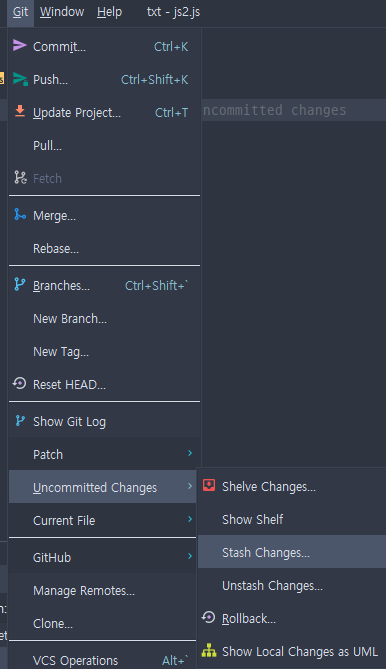 Git Window Help txt - js2.js
Commit... Ctrl+K
Push... Ctrl+Shift+K
Update Project... Ctrl+T
ncommitted changes
Pull...
Fetch
Merge...
Rebase...
Branches... Ctrl+Shift+`
New Branch...
New Tag...
Reset HEAD...
Show Git Log
Patch
Uncommitted Changes
Current File
GitHub
Manage Remotes...
Clone...
VCS Operations Alt+`
Shelve Changes...
Show Shelf
Stash Changes...
Unstash Changes...
Rollback...
Show Local Changes as UML